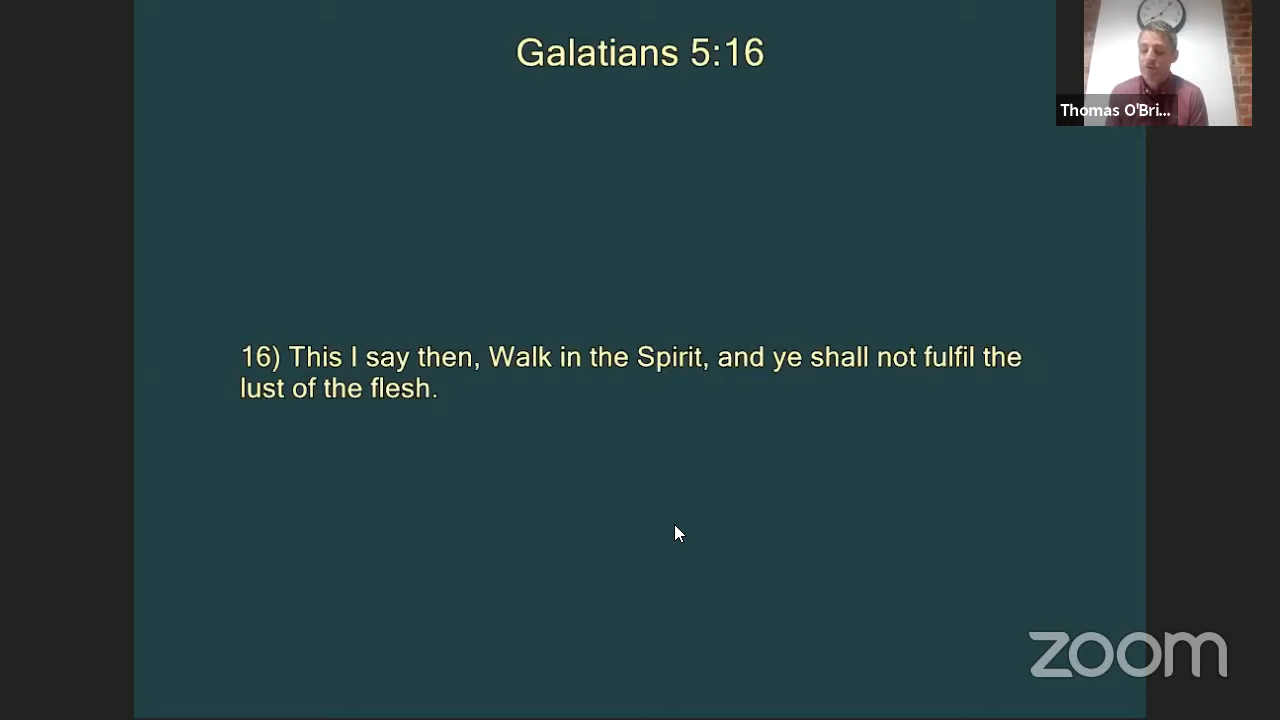 Galatians 5:16
Thomas O'Bri...
16) This I say then, Walk in the Spirit, and ye shall not fulfil the
lust of the flesh.
zoom